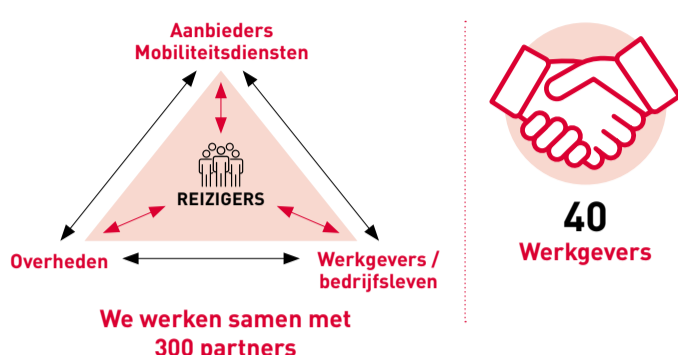 Aanbieders
Mobiliteitsdiensten
REIZIGERS
Overheden
Werkgevers /
bedrijfsleven
We werken samen met
300 partners
40
Werkgevers